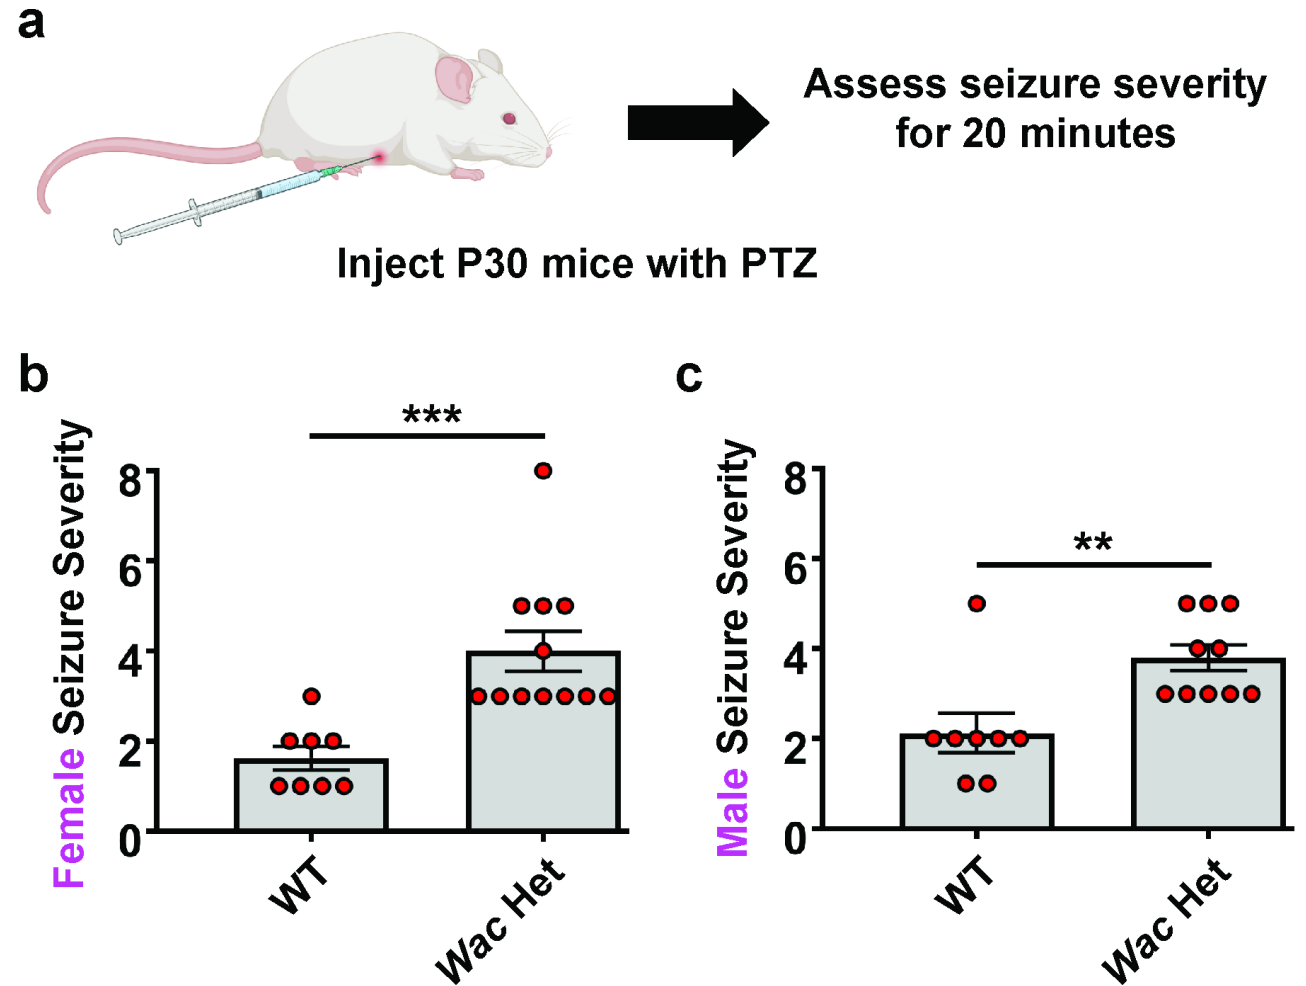 a
Assess seizure severity
for 20 minutes
Inject P30 mice with PTZ
b
***
Female Seizure Severity
8
6
4
2
0
WT
Wac Het
c
**
Male Seizure Severity
8
6
4
2
0
WT
Wac Het